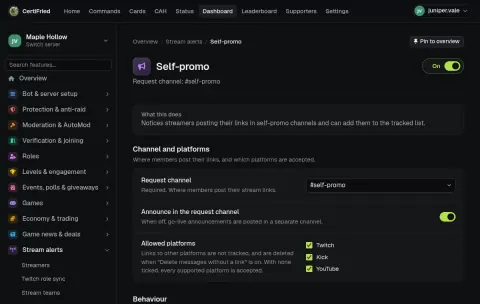 CertiFried
Home
Commands
Cards
CAH
Status
Dashboard
Leaderboard
Supporters
Settings
JV
juniper.vale
JV
Maple Hollow
Switch server
Search features...
Overview
Bot & server setup
Protection & anti-raid
Moderation & AutoMod
Verification & joining
Roles
Levels & engagement
Events, polls & giveaways
Games
Economy & trading
Game news & deals
Stream alerts
Streamers
Twitch role sync
Stream teams
Overview / Stream alerts / Self-promo
Pin to overview
Self-promo
On
Request channel: #self-promo
What this does
Notices streamers posting their links in self-promo channels and can add them to the tracked list.
Channel and platforms
Where members post their links, and which platforms are accepted.
Request channel
Required. Where members post their stream links.
#self-promo
Announce in the request channel
When off, go-live announcements are posted in a separate channel.
Allowed platforms
Links to other platforms are not tracked, and are deleted
when "Delete messages without a link" is on. With none
ticked, every supported platform is accepted.
Twitch
Kick
YouTube
Behaviour